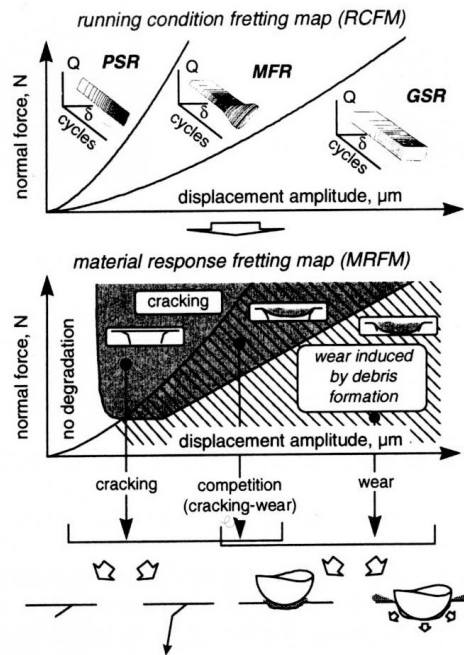 running condition fretting map (RCFM)
normal force, N
PSR
Q
δ
cycles
MFR
Q
δ
cycles
GSR
Q
δ
cycles
displacement amplitude, µm
material response fretting map (MRFM)
normal force, N
no degradation
cracking
wear induced
by debris
formation
displacement amplitude, µm
cracking
competition
(cracking-wear)
wear